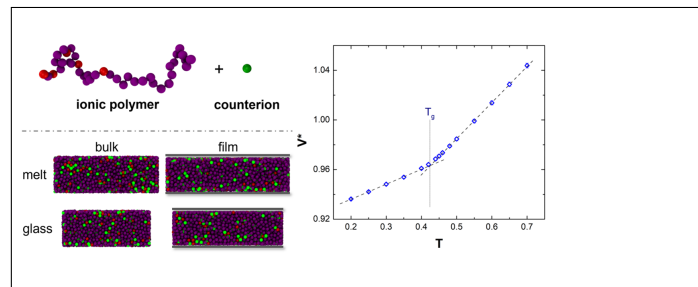 +
ionic polymer counterion
bulk film
melt
glass
V*
1.04
1.00
0.96
0.92
Tg
0.2 0.3 0.4 0.5 0.6 0.7
T